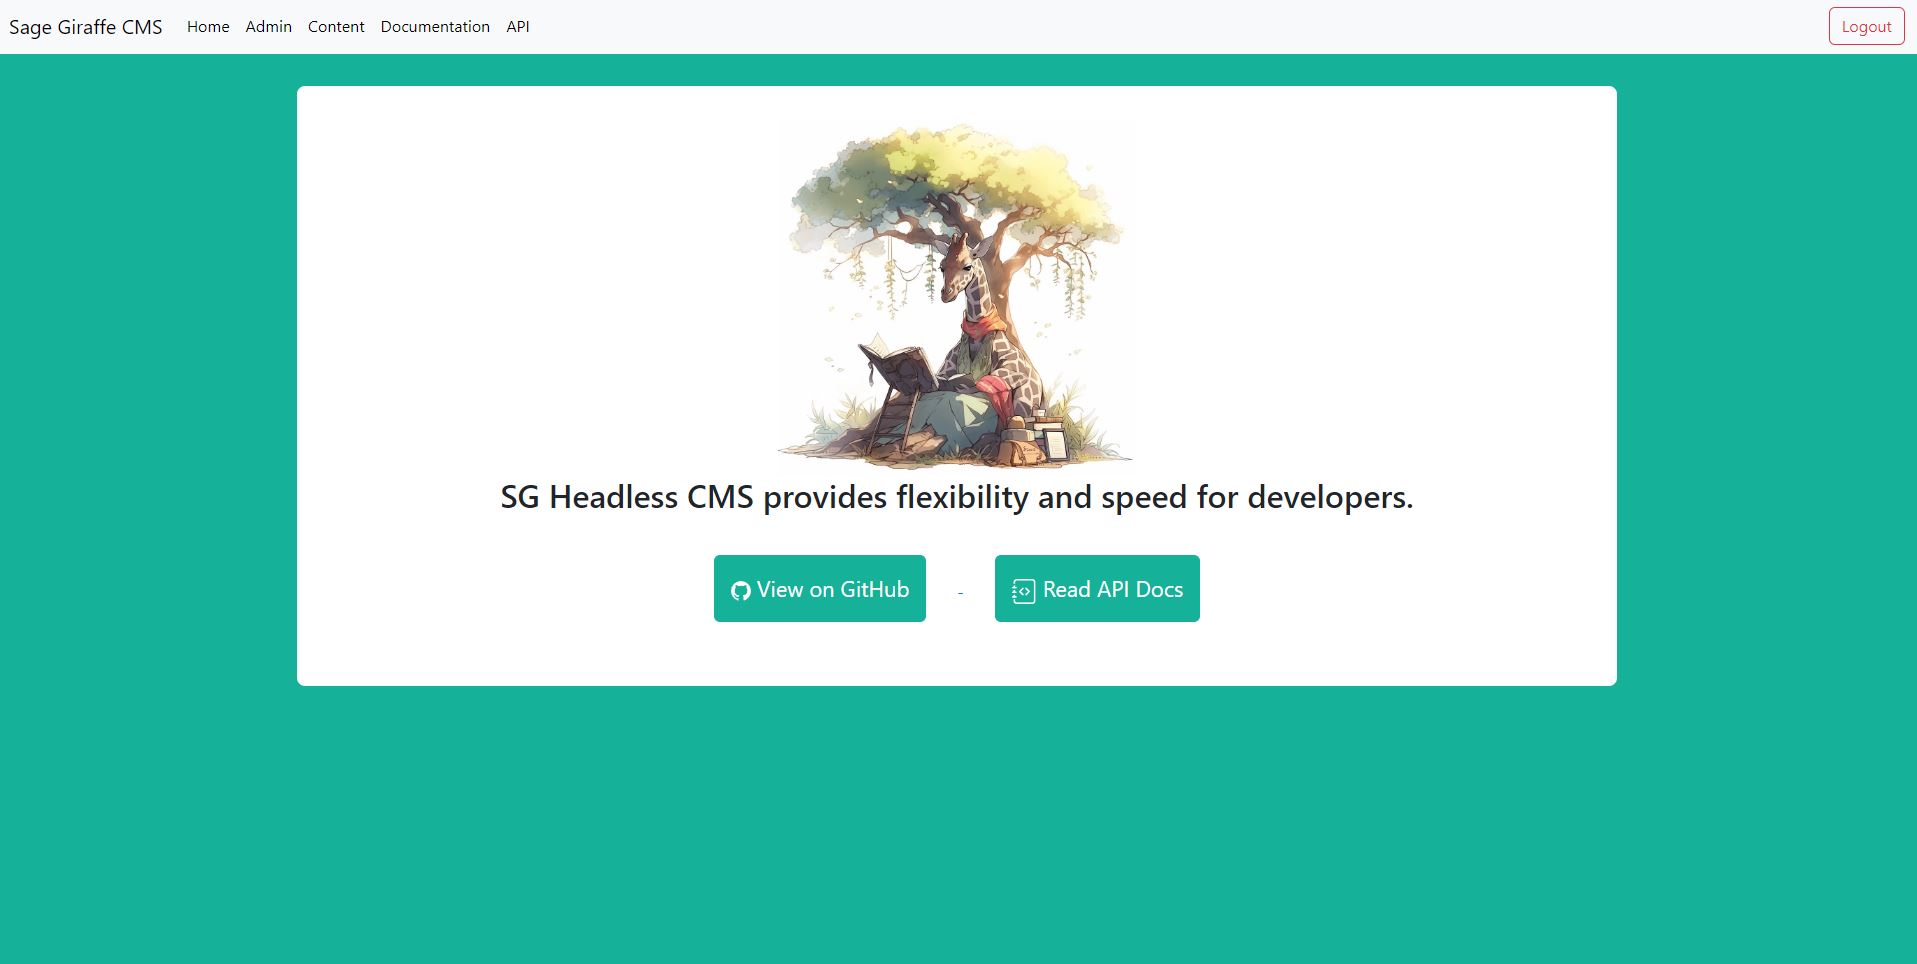 Sage Giraffe CMS Home Admin Content Documentation API Logout
SG Headless CMS provides flexibility and speed for developers.
View on GitHub - Read API Docs